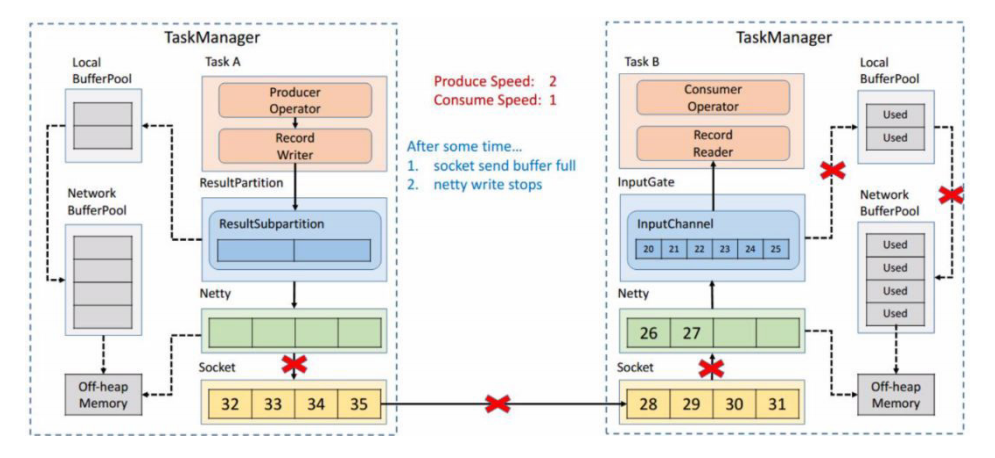 TaskManager
Local
BufferPool
Task A
Producer
Operator
Record
Writer
ResultPartition
ResultSubpartition
Network
BufferPool
Netty
Socket
32 33 34 35
Off-heap
Memory
Produce Speed: 2
Consume Speed: 1
After some time...
1. socket send buffer full
2. netty write stops
TaskManager
Task B
Consumer
Operator
Record
Reader
InputGate
InputChannel
20 21 22 23 24 25
Netty
26 27
Socket
28 29 30 31
Local
BufferPool
Used
Used
Network
BufferPool
Used
Used
Used
Used
Off-heap
Memory